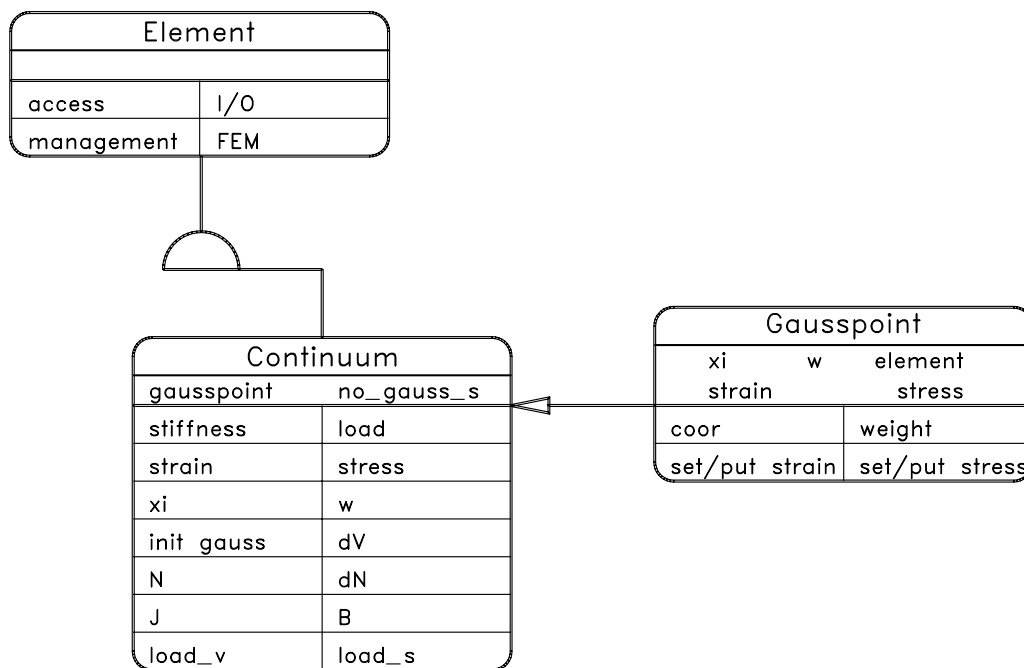 Element
access I/O
management FEM
Continuum
gausspoint no_gauss_s
stiffness load
strain stress
xi w
init gauss dV
N dN
J B
load_v load_s
Gausspoint
xi w element
strain stress
coor weight
set/put strain set/put stress